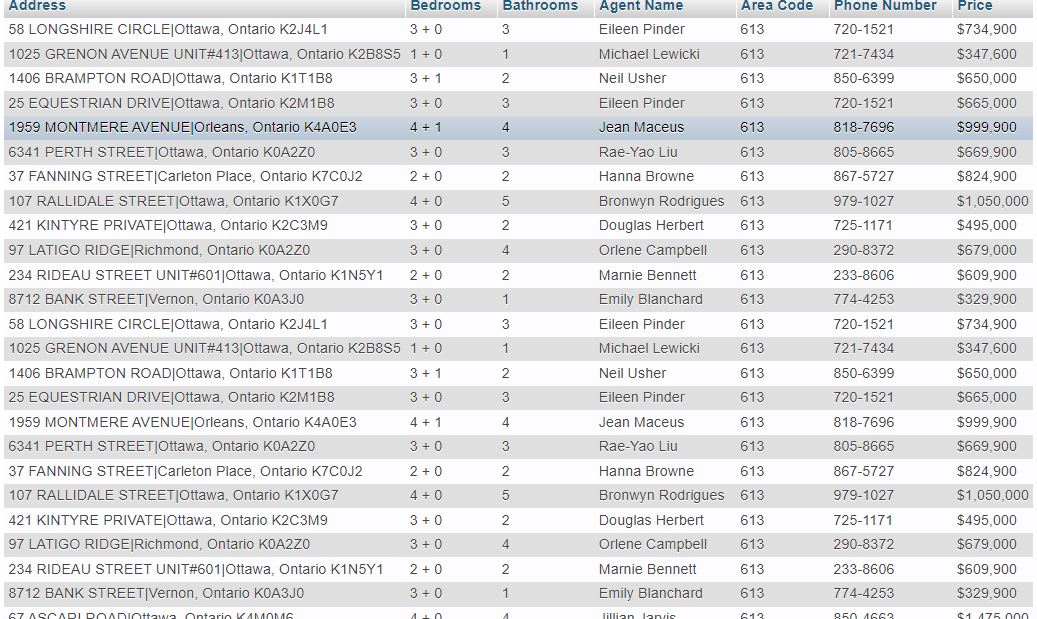 Address Bedrooms Bathrooms Agent Name Area Code Phone Number Price
58 LONGSHIRE CIRCLE|Ottawa, Ontario K2J4L1 3 + 0 3 Eileen Pinder 613 720-1521 $734,900
1025 GRENON AVENUE UNIT#413|Ottawa, Ontario K2B8S5 1 + 0 1 Michael Lewicki 613 721-7434 $347,600
1406 BRAMPTON ROAD|Ottawa, Ontario K1T1B8 3 + 1 2 Neil Usher 613 850-6399 $650,000
25 EQUESTRIAN DRIVE|Ottawa, Ontario K2M1B8 3 + 0 3 Eileen Pinder 613 720-1521 $665,000
1959 MONTMERE AVENUE|Orleans, Ontario K4A0E3 4 + 1 4 Jean Maceus 613 818-7696 $999,900
6341 PERTH STREET|Ottawa, Ontario K0A2Z0 3 + 0 3 Rae-Yao Liu 613 805-8665 $669,900
37 FANNING STREET|Carleton Place, Ontario K7C0J2 2 + 0 2 Hanna Browne 613 867-5727 $824,900
107 RALLIDALE STREET|Ottawa, Ontario K1X0G7 4 + 0 5 Bronwyn Rodrigues 613 979-1027 $1,050,000
421 KINTYRE PRIVATE|Ottawa, Ontario K2C3M9 3 + 0 2 Douglas Herbert 613 725-1171 $495,000
97 LATIGO RIDGE|Richmond, Ontario K0A2Z0 3 + 0 4 Orlene Campbell 613 290-8372 $679,000
234 RIDEAU STREET UNIT#601|Ottawa, Ontario K1N5Y1 2 + 0 2 Marnie Bennett 613 233-8606 $609,900
8712 BANK STREET|Vernon, Ontario K0A3J0 3 + 0 1 Emily Blanchard 613 774-4253 $329,900
58 LONGSHIRE CIRCLE|Ottawa, Ontario K2J4L1 3 + 0 3 Eileen Pinder 613 720-1521 $734,900
1025 GRENON AVENUE UNIT#413|Ottawa, Ontario K2B8S5 1 + 0 1 Michael Lewicki 613 721-7434 $347,600
1406 BRAMPTON ROAD|Ottawa, Ontario K1T1B8 3 + 1 2 Neil Usher 613 850-6399 $650,000
25 EQUESTRIAN DRIVE|Ottawa, Ontario K2M1B8 3 + 0 3 Eileen Pinder 613 720-1521 $665,000
1959 MONTMERE AVENUE|Orleans, Ontario K4A0E3 4 + 1 4 Jean Maceus 613 818-7696 $999,900
6341 PERTH STREET|Ottawa, Ontario K0A2Z0 3 + 0 3 Rae-Yao Liu 613 805-8665 $669,900
37 FANNING STREET|Carleton Place, Ontario K7C0J2 2 + 0 2 Hanna Browne 613 867-5727 $824,900
107 RALLIDALE STREET|Ottawa, Ontario K1X0G7 4 + 0 5 Bronwyn Rodrigues 613 979-1027 $1,050,000
421 KINTYRE PRIVATE|Ottawa, Ontario K2C3M9 3 + 0 2 Douglas Herbert 613 725-1171 $495,000
97 LATIGO RIDGE|Richmond, Ontario K0A2Z0 3 + 0 4 Orlene Campbell 613 290-8372 $679,000
234 RIDEAU STREET UNIT#601|Ottawa, Ontario K1N5Y1 2 + 0 2 Marnie Bennett 613 233-8606 $609,900
8712 BANK STREET|Vernon, Ontario K0A3J0 3 + 0 1 Emily Blanchard 613 774-4253 $329,900
67 ASCARI ROAD|Ottawa, Ontario K4M0M6 4 + 0 4 Jillian Jarvis 613 850-4663 $1,475,000